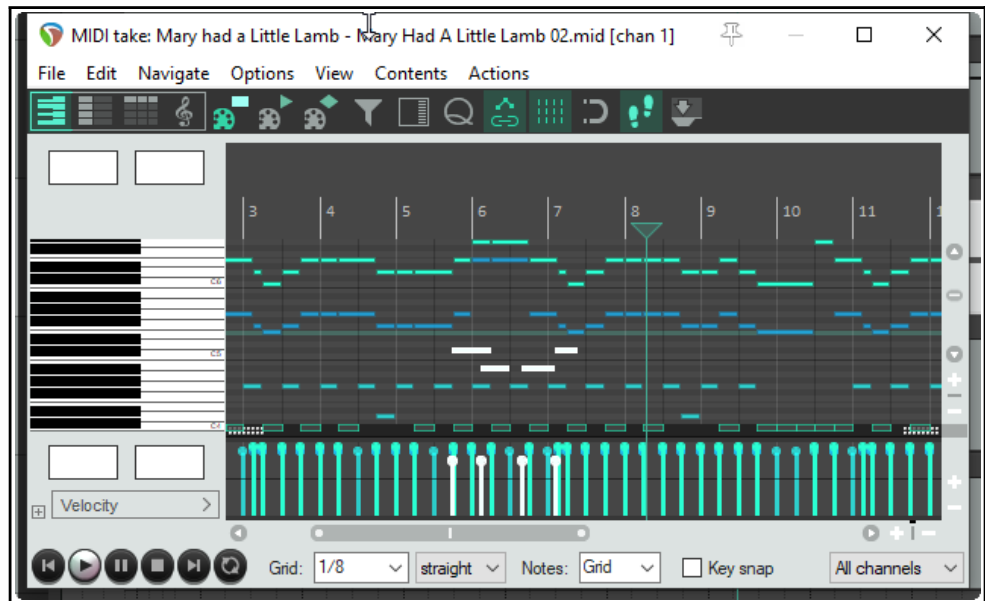 MIDI take: Mary had a Little Lamb - Mary Had A Little Lamb 02.mid [chan 1]
File Edit Navigate Options View Contents Actions
3 4 5 6 7 8 9 10 11 1
C6
C5
C4
Velocity
Grid: 1/8 straight Notes: Grid Key snap All channels